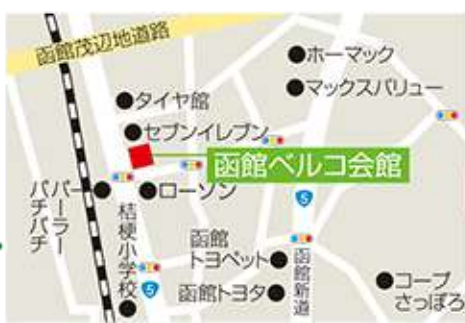 函館茂辺地道路
ホーマック
マックスバリュー
タイヤ館
セブンイレブン
函館ベルコ会館
パーラー
パチパチ
ローソン
桔梗小学校
5
5
函館新道
函館
トヨペット
函館トヨタ
コープ
さっぽろ